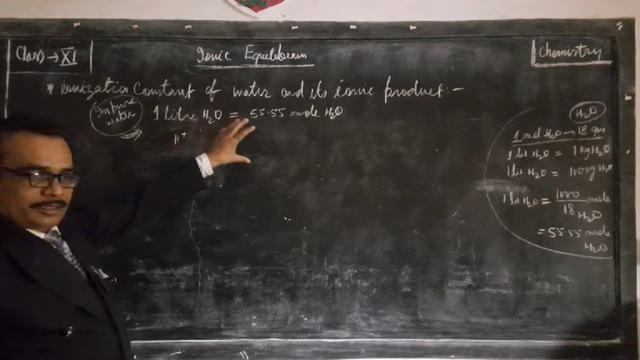 Class → XI
Ionic Equilibrium
Chemistry
* ionization Constant of water and its ionic product:-
In pure water
1 litre H₂O = 55.55 mole H₂O
H⁺
H₂O
1 mol H₂O = 18 gm
1 lit H₂O = 1 kg H₂O
1 lit H₂O = 1000 g H₂O
1 lit H₂O = 1000/18 mole H₂O
= 55.55 mole H₂O